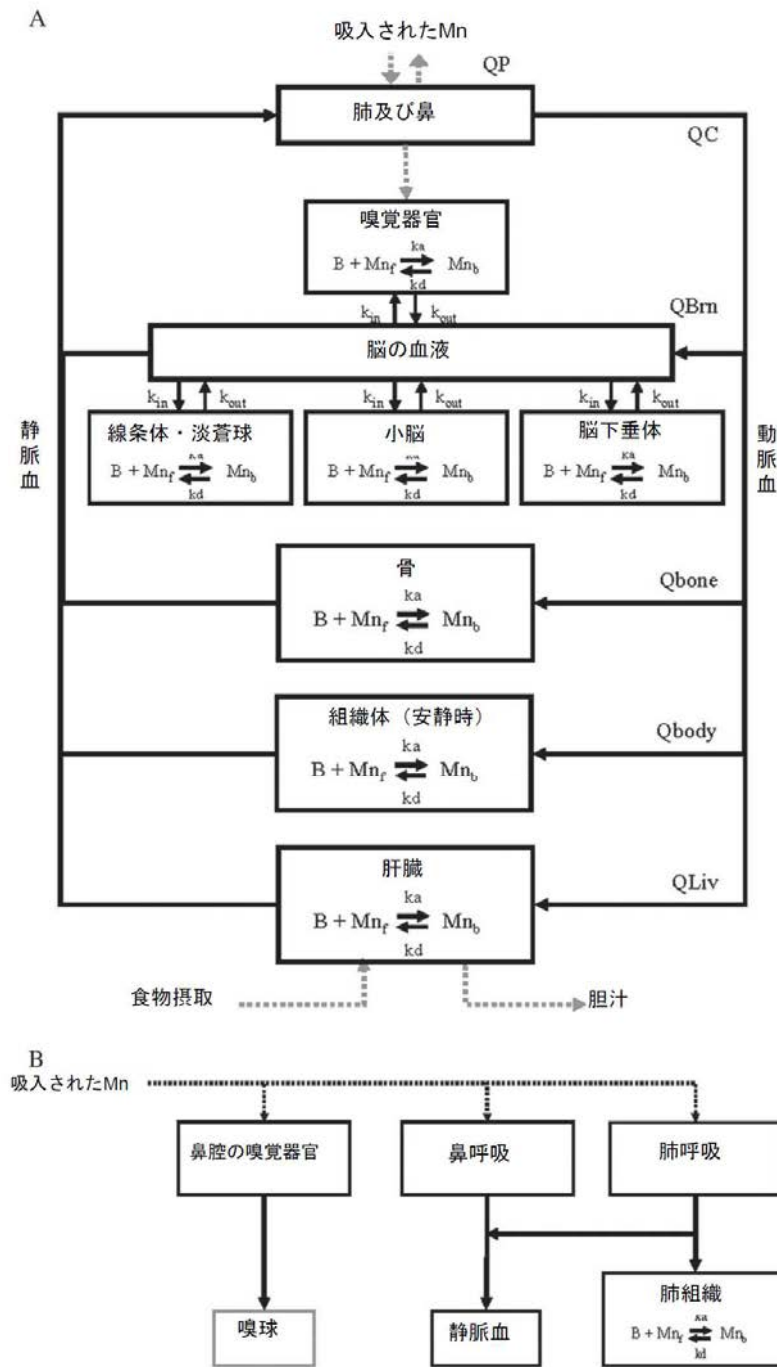 A
吸入されたMn
QP
肺及び鼻
QC
嗅覚器官
ka
B + Mnf Mnb
kd
kin kout
QBrn
脳の血液
kin kout kin kout kin kout
静脈血
動脈血
線条体・淡蒼球
ka
B + Mnf Mnb
kd
小脳
ka
B + Mnf Mnb
kd
脳下垂体
ka
B + Mnf Mnb
kd
骨
Qbone
ka
B + Mnf Mnb
kd
組織体（安静時）
Qbody
ka
B + Mnf Mnb
kd
肝臓
QLiv
ka
B + Mnf Mnb
kd
食物摂取
胆汁
B
吸入されたMn
鼻腔の嗅覚器官
鼻呼吸
肺呼吸
嗅球
静脈血
肺組織
ka
B + Mnf Mnb
kd